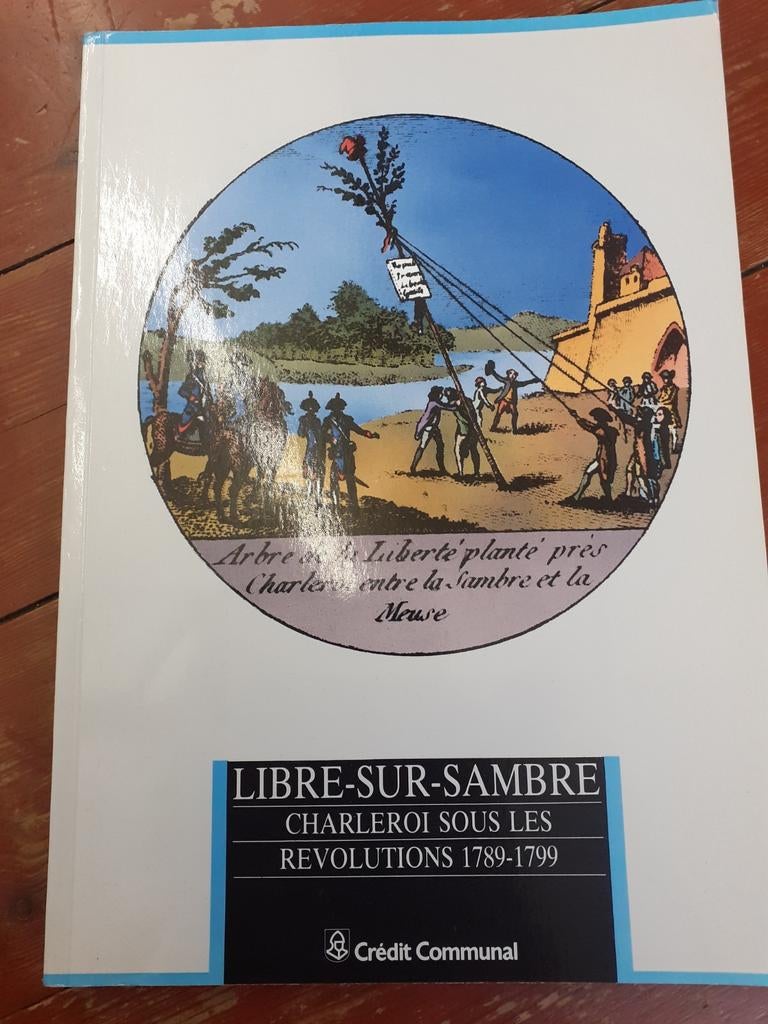 Arbre de la Liberté planté près
Charleroi entre la Sambre et la
Meuse
LIBRE-SUR-SAMBRE
CHARLEROI SOUS LES
REVOLUTIONS 1789-1799
Crédit Communal